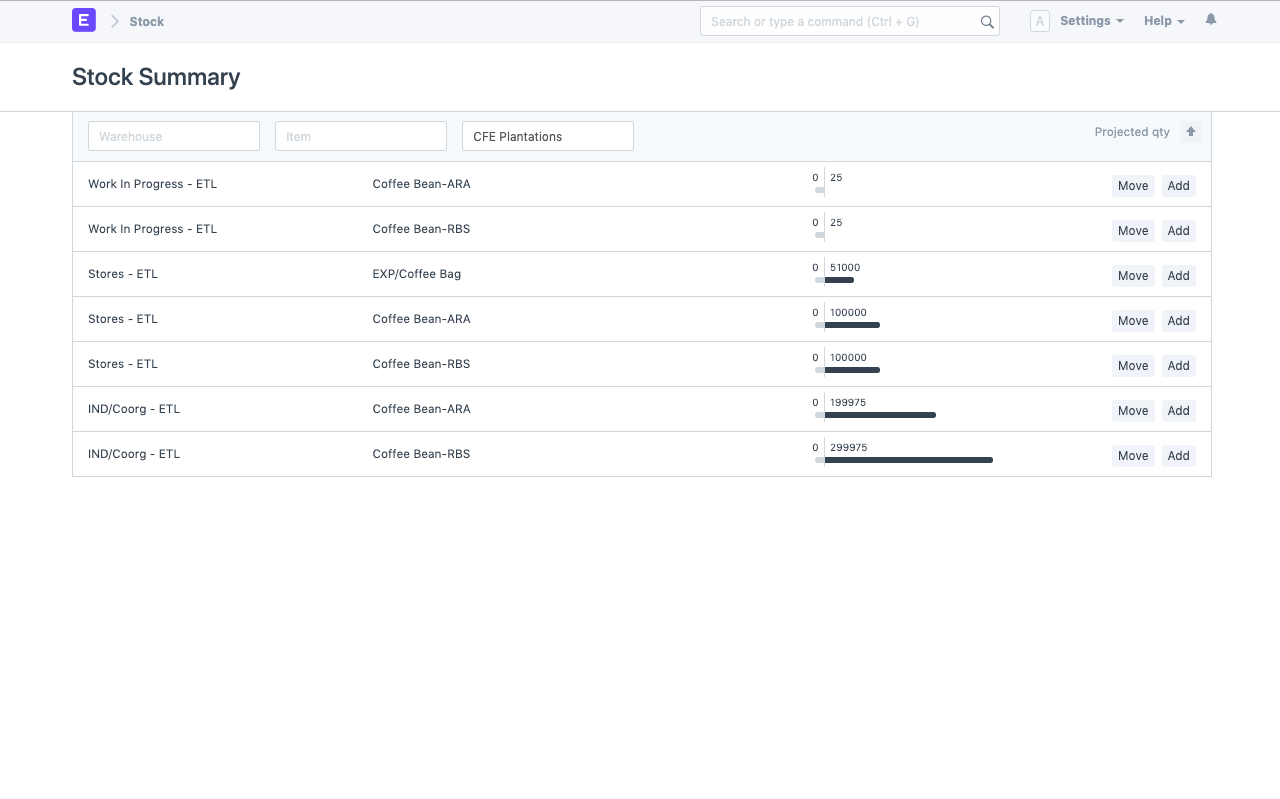 E Stock Search or type a command (Ctrl + G) A Settings Help
Stock Summary
Warehouse Item CFE Plantations Projected qty
Work In Progress - ETL Coffee Bean-ARA 0 25 Move Add
Work In Progress - ETL Coffee Bean-RBS 0 25 Move Add
Stores - ETL EXP/Coffee Bag 0 51000 Move Add
Stores - ETL Coffee Bean-ARA 0 100000 Move Add
Stores - ETL Coffee Bean-RBS 0 100000 Move Add
IND/Coorg - ETL Coffee Bean-ARA 0 199975 Move Add
IND/Coorg - ETL Coffee Bean-RBS 0 299975 Move Add